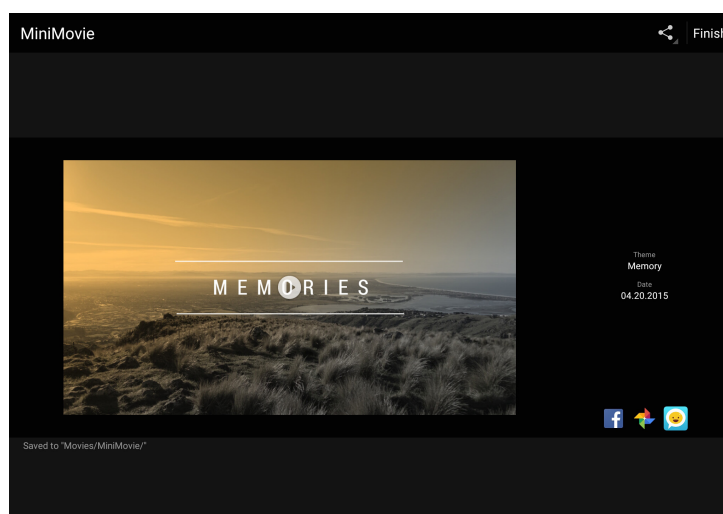 MiniMovie
Finish
MEMORIES
Theme
Memory
Date
04.20.2015
Saved to "Movies/MiniMovie/"